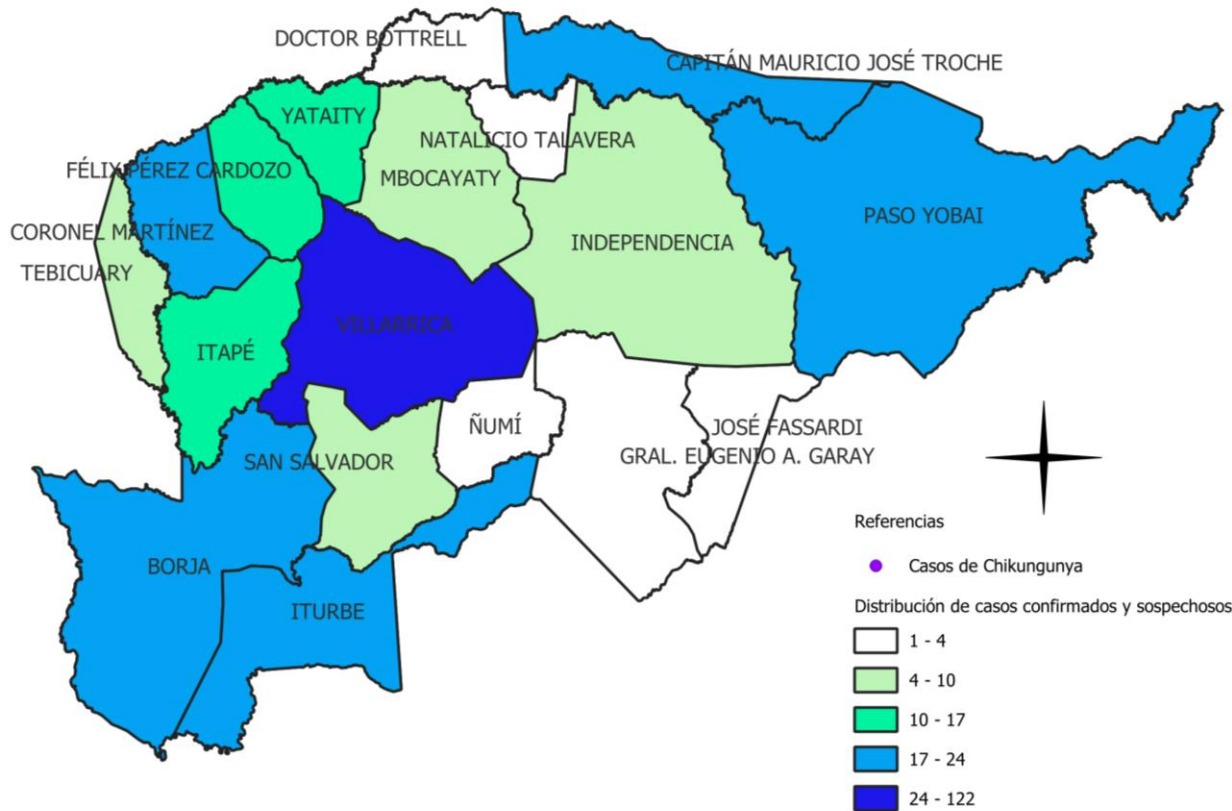 DOCTOR BOTTRELL
CAPITÁN MAURICIO JOSÉ TROCHE
YATAITY
NATALICIO TALAVERA
FÉLIX PÉREZ CARDOZO
MBOCAYATY
PASO YOBAI
CORONEL MARTÍNEZ
INDEPENDENCIA
TEBICUARY
VILLARRICA
ITAPÉ
ÑUMÍ
JOSÉ FASSARDI
SAN SALVADOR
GRAL. EUGENIO A. GARAY
BORJA
ITURBE
Referencias
Casos de Chikungunya
Distribución de casos confirmados y sospechosos
1 - 4
4 - 10
10 - 17
17 - 24
24 - 122